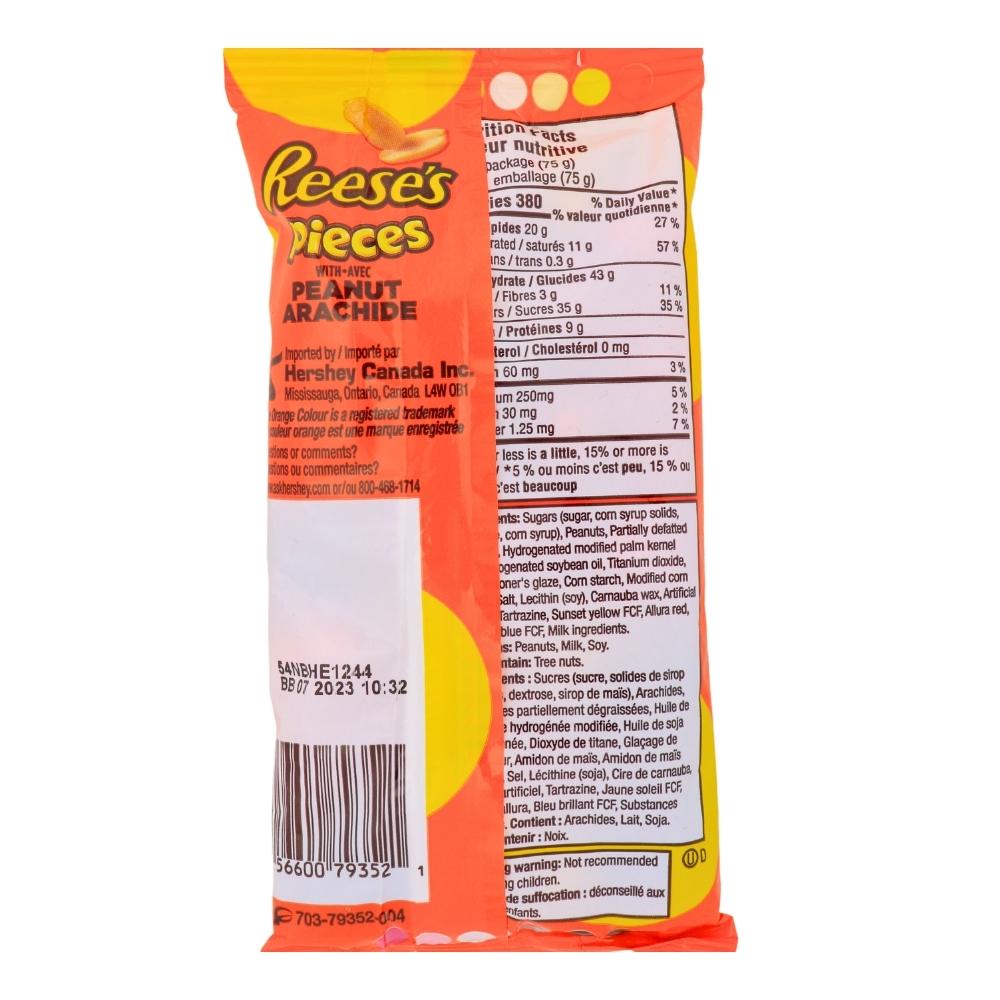 Reese's
Pieces
WITH•AVEC
PEANUT
ARACHIDE
Imported by / Importé par
Hershey Canada Inc.
Mississauga, Ontario, Canada L4W 0B1
Orange Colour is a registered trademark
couleur orange est une marque enregistrée
stions or comments?
stions ou commentaires?
askhershey.com or/ou 800-468-1714
54NBHE1244
BB 07 2023 10:32
56600 79352 1
703-79352-004
rition Facts
eur nutritive
package (75 g)
emballage (75 g)
ies 380
% Daily Value*
% valeur quotidienne*
pides 20 g 27 %
rated / saturés 11 g 57 %
ns / trans 0.3 g
ydrate / Glucides 43 g
/ Fibres 3 g 11 %
rs / Sucres 35 g 35 %
/ Protéines 9 g
terol / Cholestérol 0 mg
60 mg 3 %
um 250mg 5 %
30 mg 2 %
er 1.25 mg 7 %
r less is a little, 15% or more is
/ *5 % ou moins c'est peu, 15 % ou
c'est beaucoup
ents: Sugars (sugar, corn syrup solids,
, corn syrup), Peanuts, Partially defatted
, Hydrogenated modified palm kernel
ogenated soybean oil, Titanium dioxide,
oner's glaze, Corn starch, Modified corn
Salt, Lecithin (soy), Carnauba wax, Artificial
Tartrazine, Sunset yellow FCF, Allura red,
blue FCF, Milk ingredients.
s: Peanuts, Milk, Soy.
ntain: Tree nuts.
ents : Sucres (sucre, solides de sirop
, dextrose, sirop de maïs), Arachides,
es partiellement dégraissées, Huile de
e hydrogénée modifiée, Huile de soja
née, Dioxyde de titane, Glaçage de
ur, Amidon de maïs, Amidon de maïs
Sel, Lécithine (soja), Cire de carnauba,
artificiel, Tartrazine, Jaune soleil FCF,
allura, Bleu brillant FCF, Substances
. Contient : Arachides, Lait, Soja.
ntenir : Noix.
g warning: Not recommended
ng children.
de suffocation : déconseillé aux
enfants.
U D